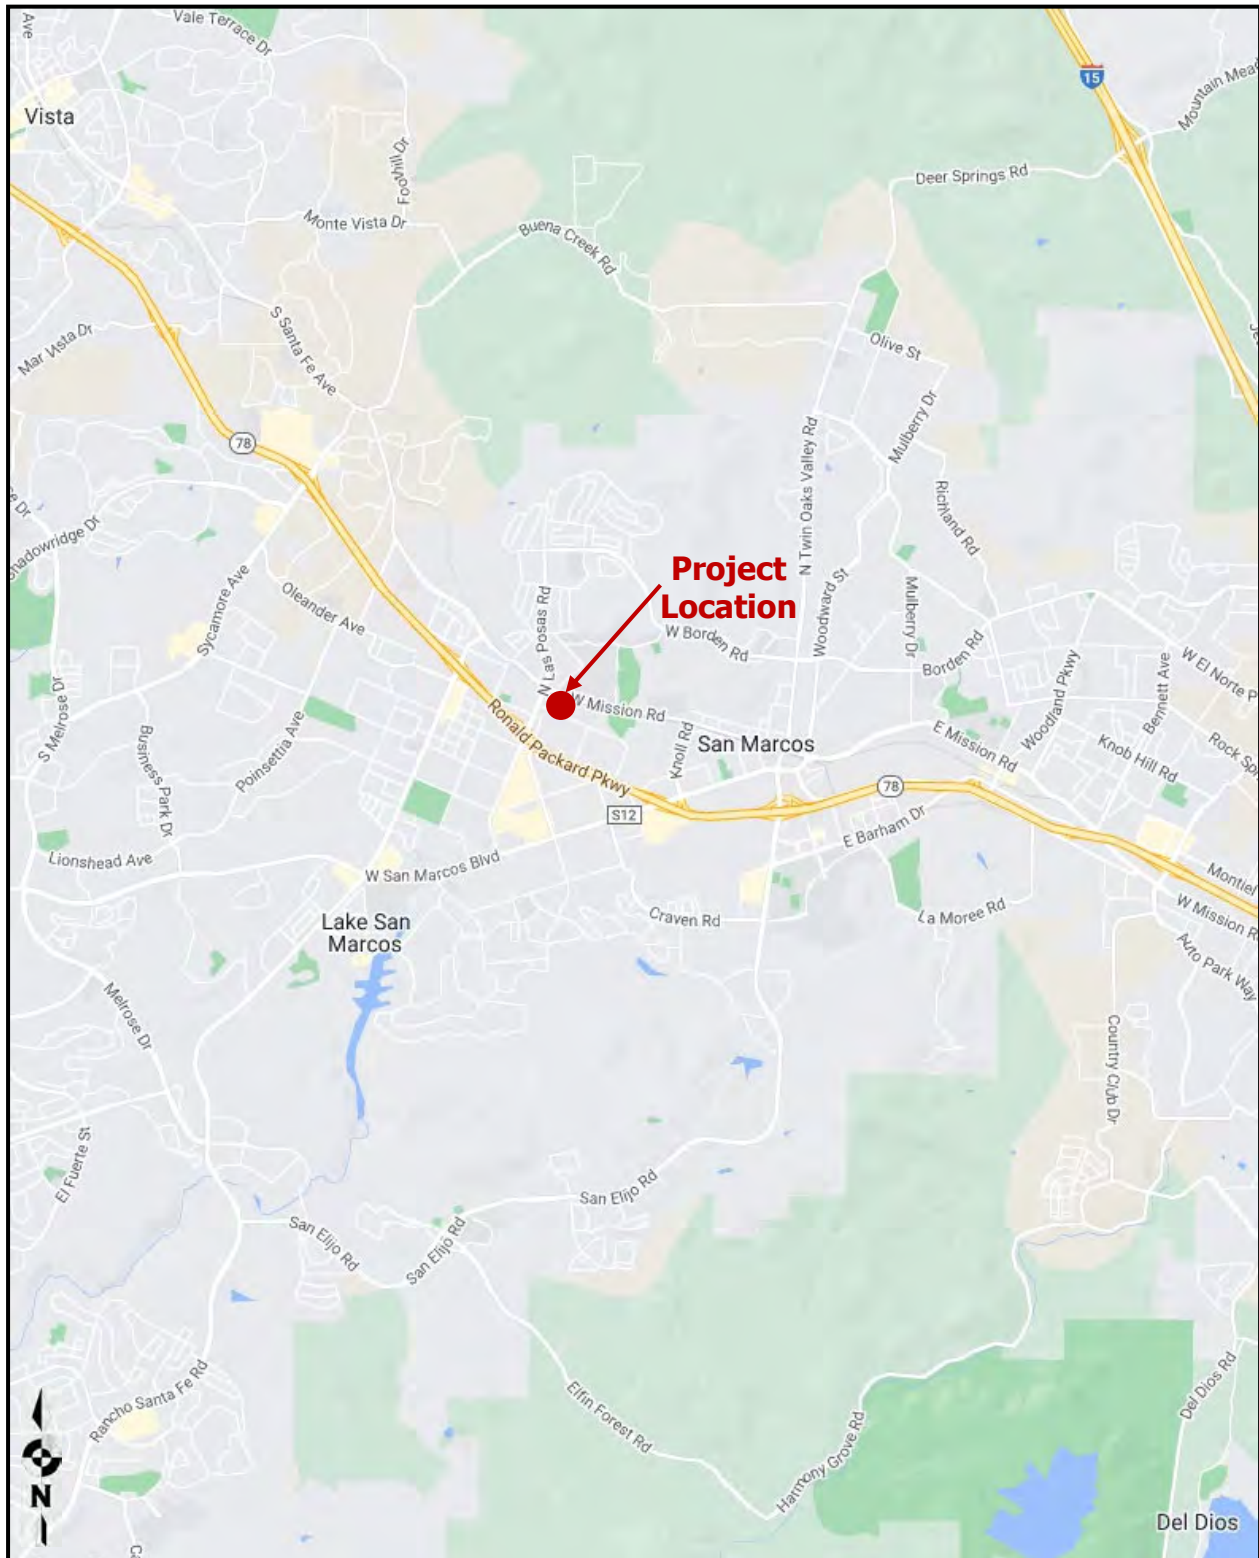 Ave
Vale Terrace Dr
15
Mountain Mead
Vista
Foothill Dr
Deer Springs Rd
Monte Vista Dr
Buena Creek Rd
S Santa Fe Ave
Mar Vista Dr
Olive St
Mulberry Dr
78
N Twin Oaks Valley Rd
Richland Rd
hadowridge Dr
Sycamore Ave
Oleander Ave
Project
Location
N Las Posas Rd
W Borden Rd
Woodward St
Mulberry Dr
Borden Rd
W El Norte P
Woodland Pkwy
Bennett Ave
S Melrose Dr
Business Park Dr
Poinsettia Ave
W Mission Rd
Ronald Packard Pkwy
Knoll Rd
San Marcos
E Mission Rd
Knob Hill Rd
Rock Spr
78
S12
E Barham Dr
Lionshead Ave
W San Marcos Blvd
Montiel
Lake San
Marcos
Craven Rd
La Moree Rd
W Mission R
Auto Park Way
Melrose Dr
Country Club Dr
El Fuerte St
San Elijo Rd
San Elijo Rd
San Elijo Rd
Rancho Santa Fe Rd
Elfin Forest Rd
Harmony Grove Rd
Del Dios Rd
N
Del Dios